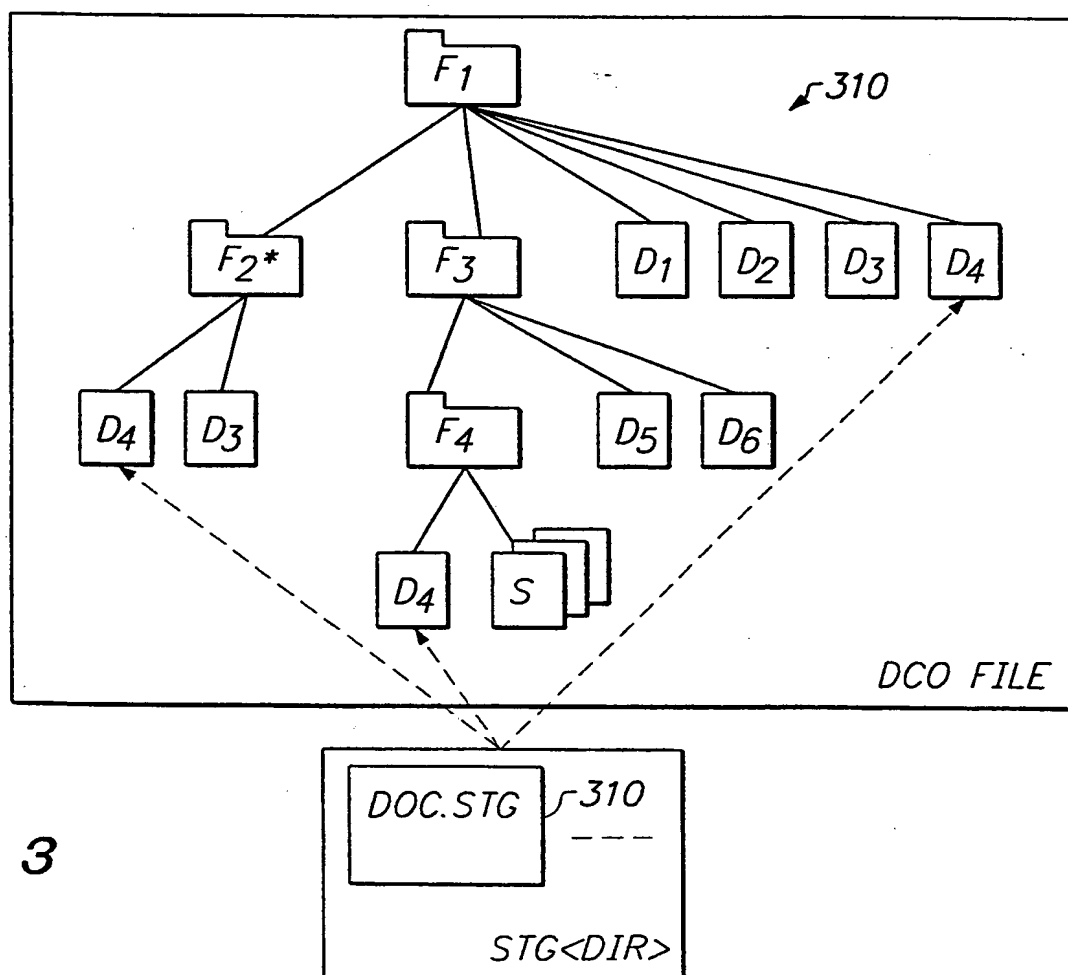 F1
310
F2*
F3
D1
D2
D3
D4
D4
D3
F4
D5
D6
D4
S
DCO FILE
DOC.STG
310
3
STG<DIR>